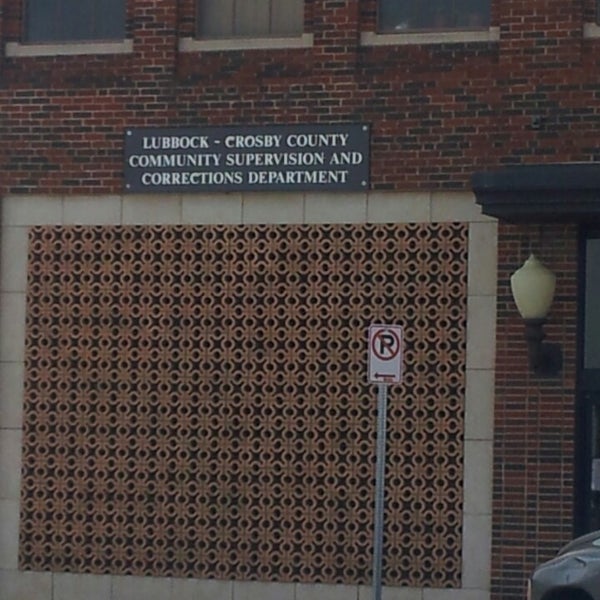 LUBBOCK - CROSBY COUNTY
COMMUNITY SUPERVISION AND
CORRECTIONS DEPARTMENT
P